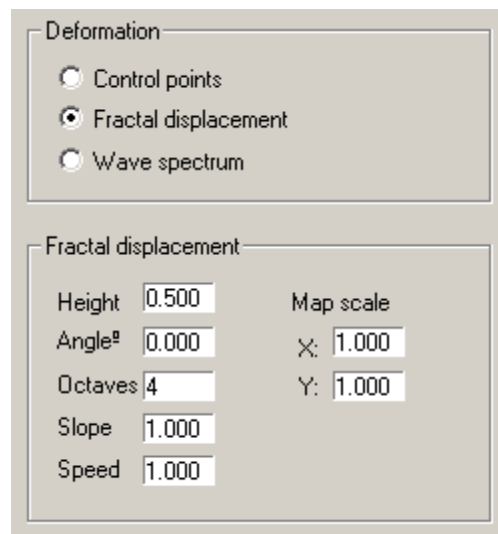 Deformation
Control points
Fractal displacement
Wave spectrum
Fractal displacement
Height 0.500 Map scale
Angleº 0.000 X: 1.000
Octaves 4 Y: 1.000
Slope 1.000
Speed 1.000